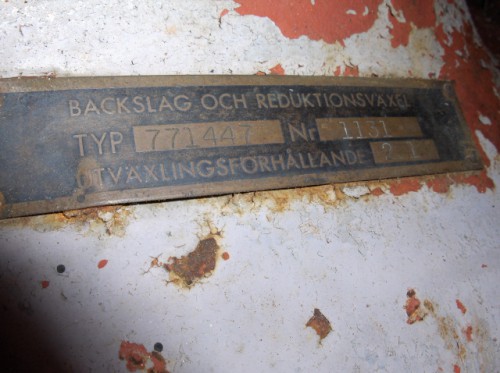 BACKSLAG OCH REDUKTIONSVÄXEL
TYP 771447 Nr 1131
UTVÄXLINGSFÖRHÅLLANDE 2 1